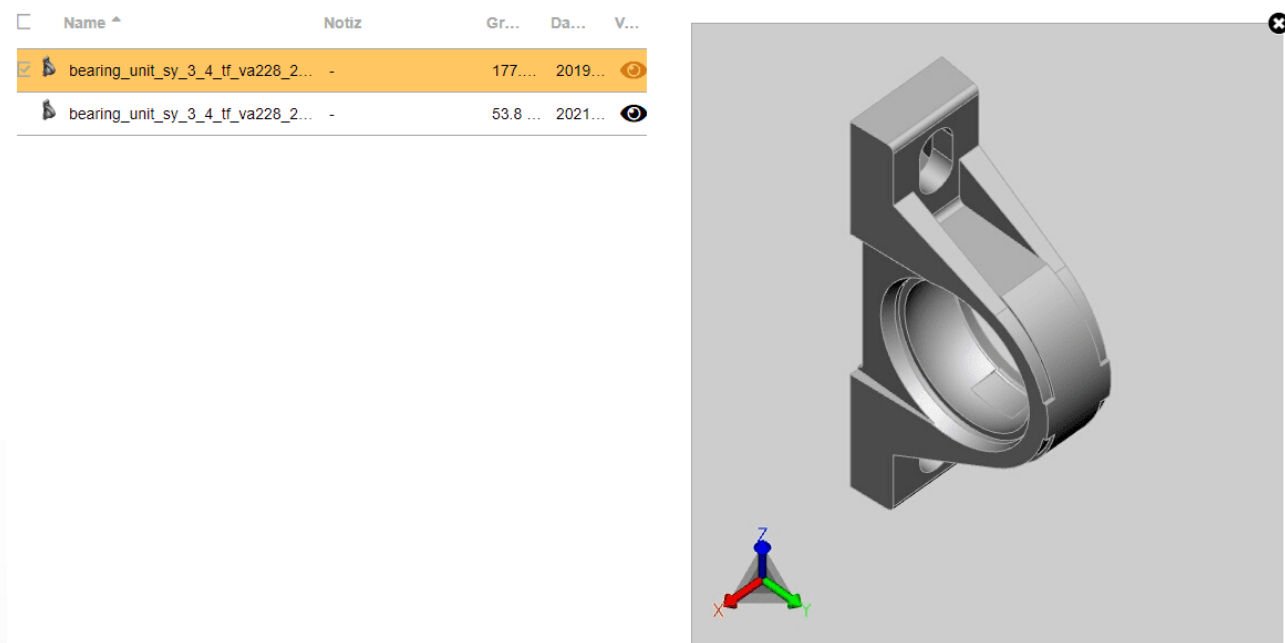 Name Notiz Gr... Da... V...
bearing_unit_sy_3_4_tf_va228_2... - 177.... 2019...
bearing_unit_sy_3_4_tf_va228_2... - 53.8 ... 2021...
Z
X Y